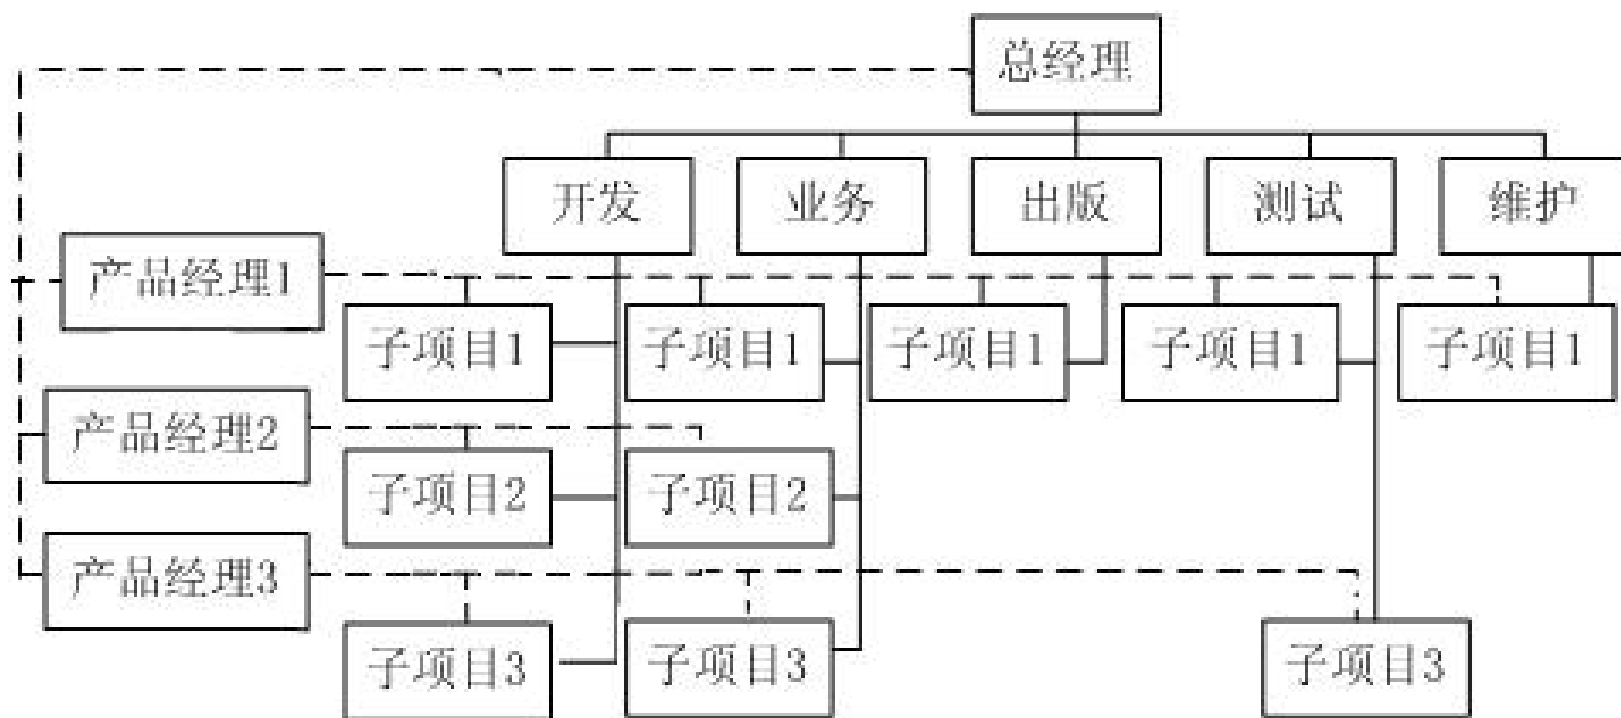 总经理
开发
业务
出版
测试
维护
产品经理1
子项目1
子项目1
子项目1
子项目1
子项目1
产品经理2
子项目2
子项目2
产品经理3
子项目3
子项目3
子项目3